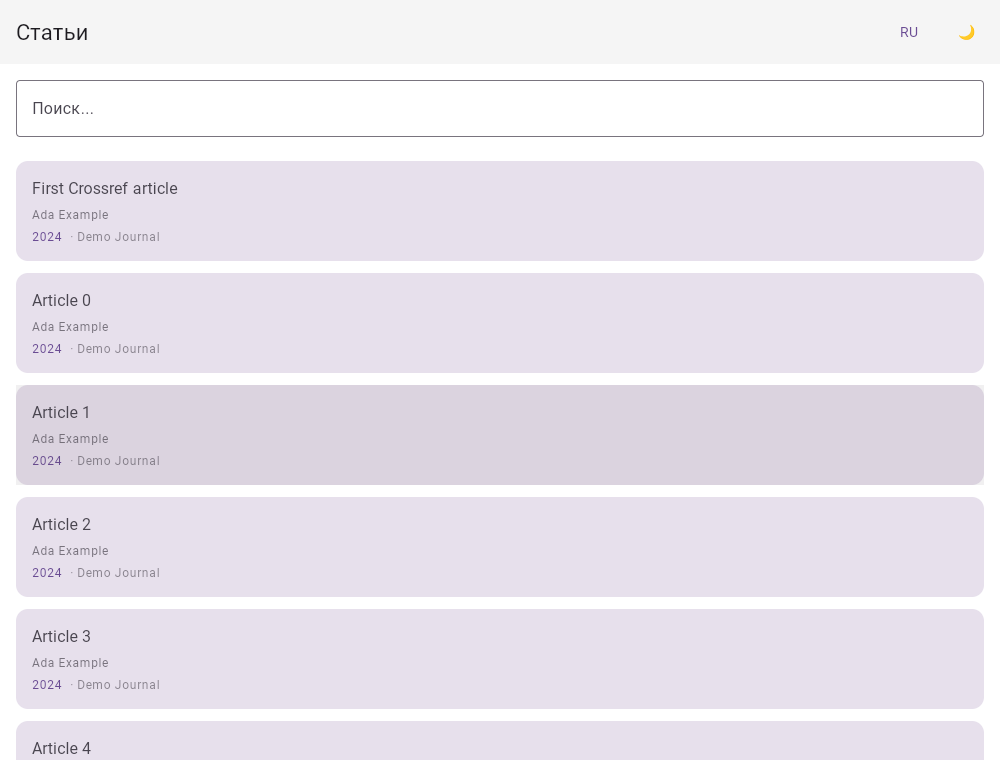 Статьи
RU
Поиск...
First Crossref article
Ada Example
2024 · Demo Journal
Article 0
Ada Example
2024 · Demo Journal
Article 1
Ada Example
2024 · Demo Journal
Article 2
Ada Example
2024 · Demo Journal
Article 3
Ada Example
2024 · Demo Journal
Article 4